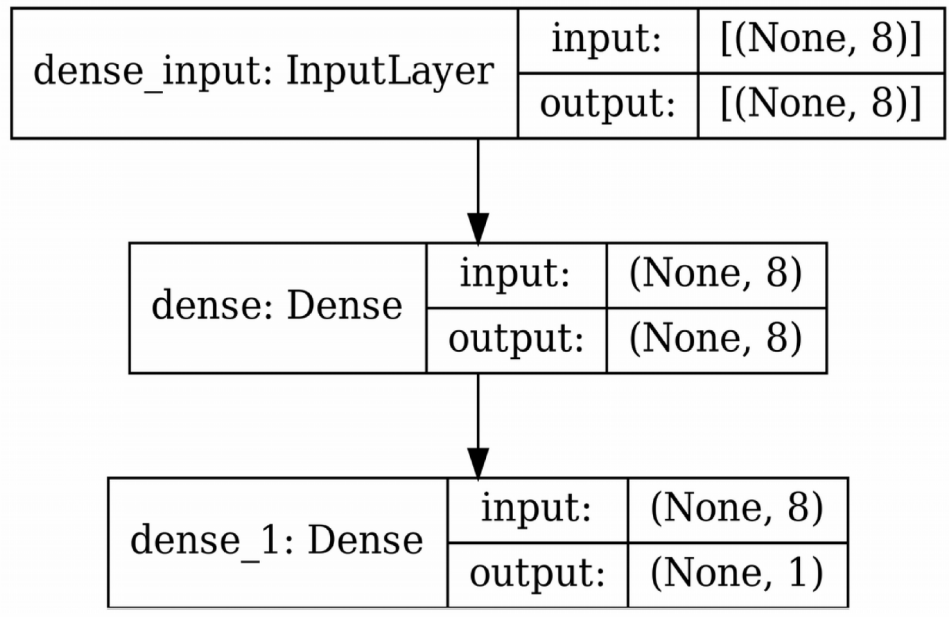 dense_input: InputLayer
input: [(None, 8)]
output: [(None, 8)]
dense: Dense
input: (None, 8)
output: (None, 8)
dense_1: Dense
input: (None, 8)
output: (None, 1)